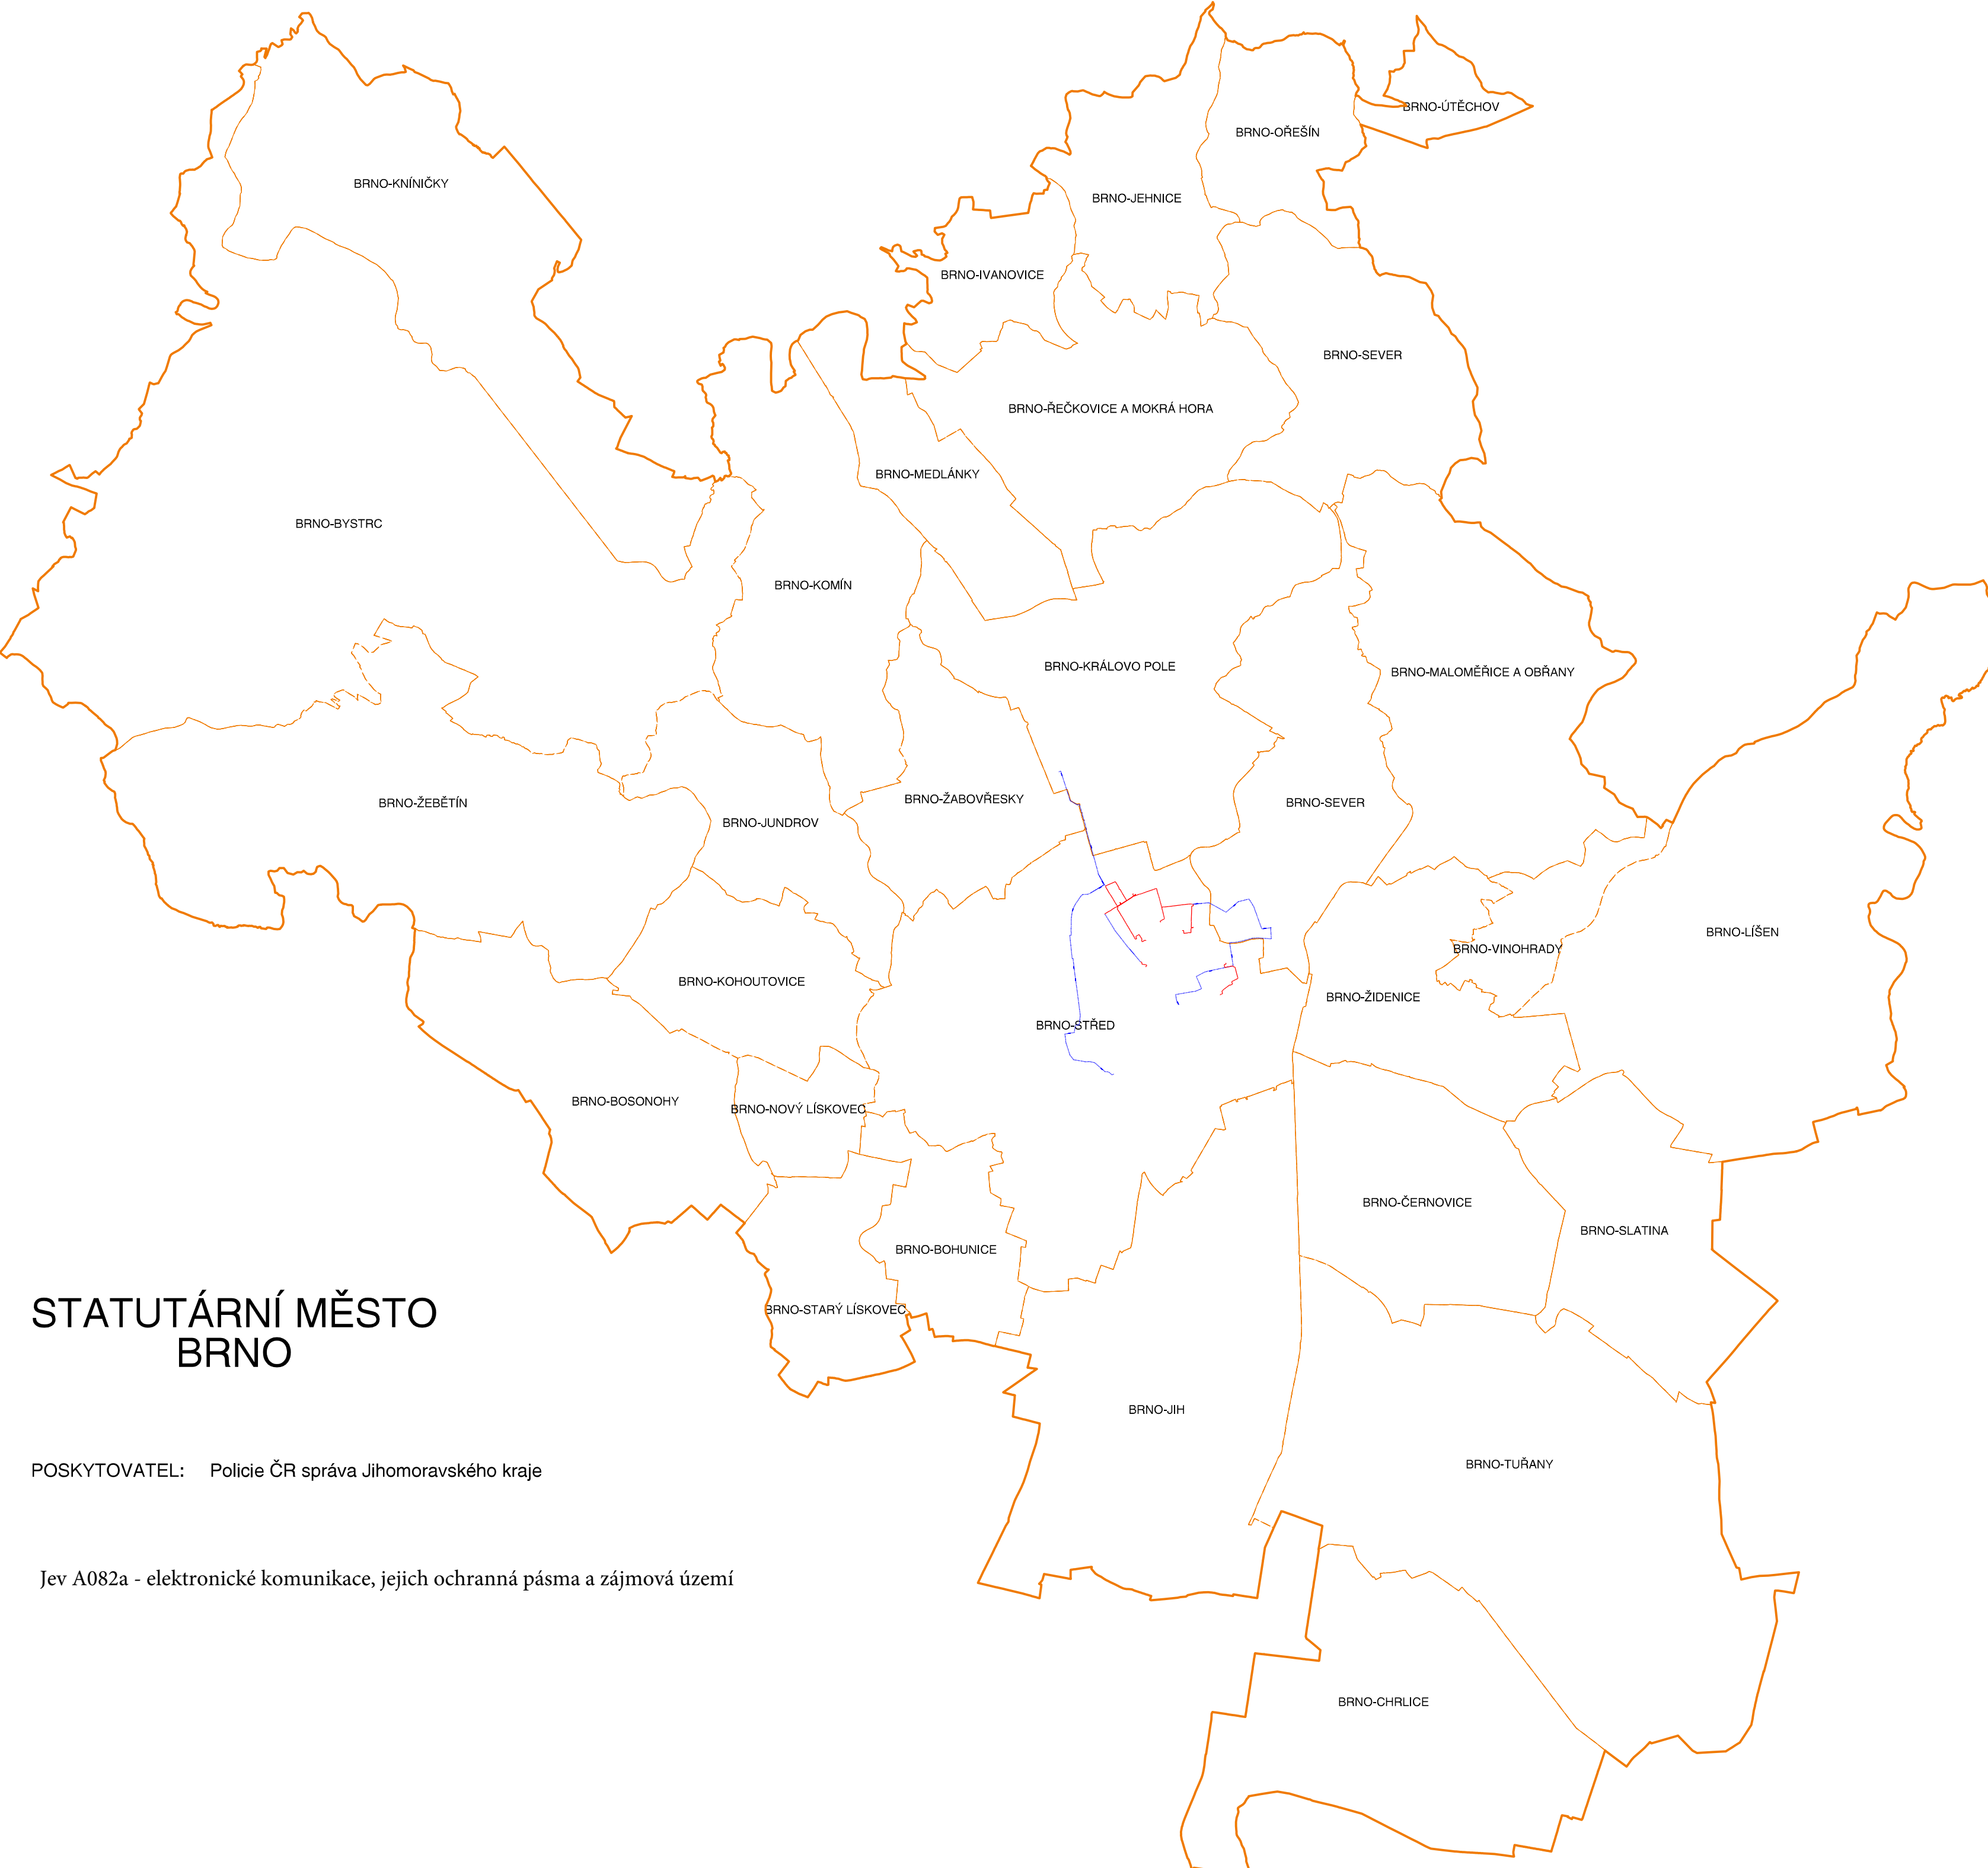 BRNO-ÚTĚCHOV
BRNO-OŘEŠÍN
BRNO-KNÍNIČKY
BRNO-JEHNICE
BRNO-IVANOVICE
BRNO-SEVER
BRNO-ŘEČKOVICE A MOKRÁ HORA
BRNO-MEDLÁNKY
BRNO-BYSTRC
BRNO-KOMÍN
BRNO-KRÁLOVO POLE
BRNO-MALOMĚŘICE A OBŘANY
BRNO-ŽEBĚTÍN
BRNO-ŽABOVŘESKY
BRNO-SEVER
BRNO-JUNDROV
BRNO-LÍŠEN
BRNO-VINOHRADY
BRNO-KOHOUTOVICE
BRNO-ŽIDENICE
BRNO-STŘED
BRNO-BOSONOHY
BRNO-NOVÝ LÍSKOVEC
BRNO-ČERNOVICE
BRNO-SLATINA
BRNO-BOHUNICE
BRNO-STARÝ LÍSKOVEC
STATUTÁRNÍ MĚSTO
BRNO
BRNO-JIH
BRNO-TUŘANY
POSKYTOVATEL: Policie ČR správa Jihomoravského kraje
Jev A082a - elektronické komunikace, jejich ochranná pásma a zájmová území
BRNO-CHRLICE